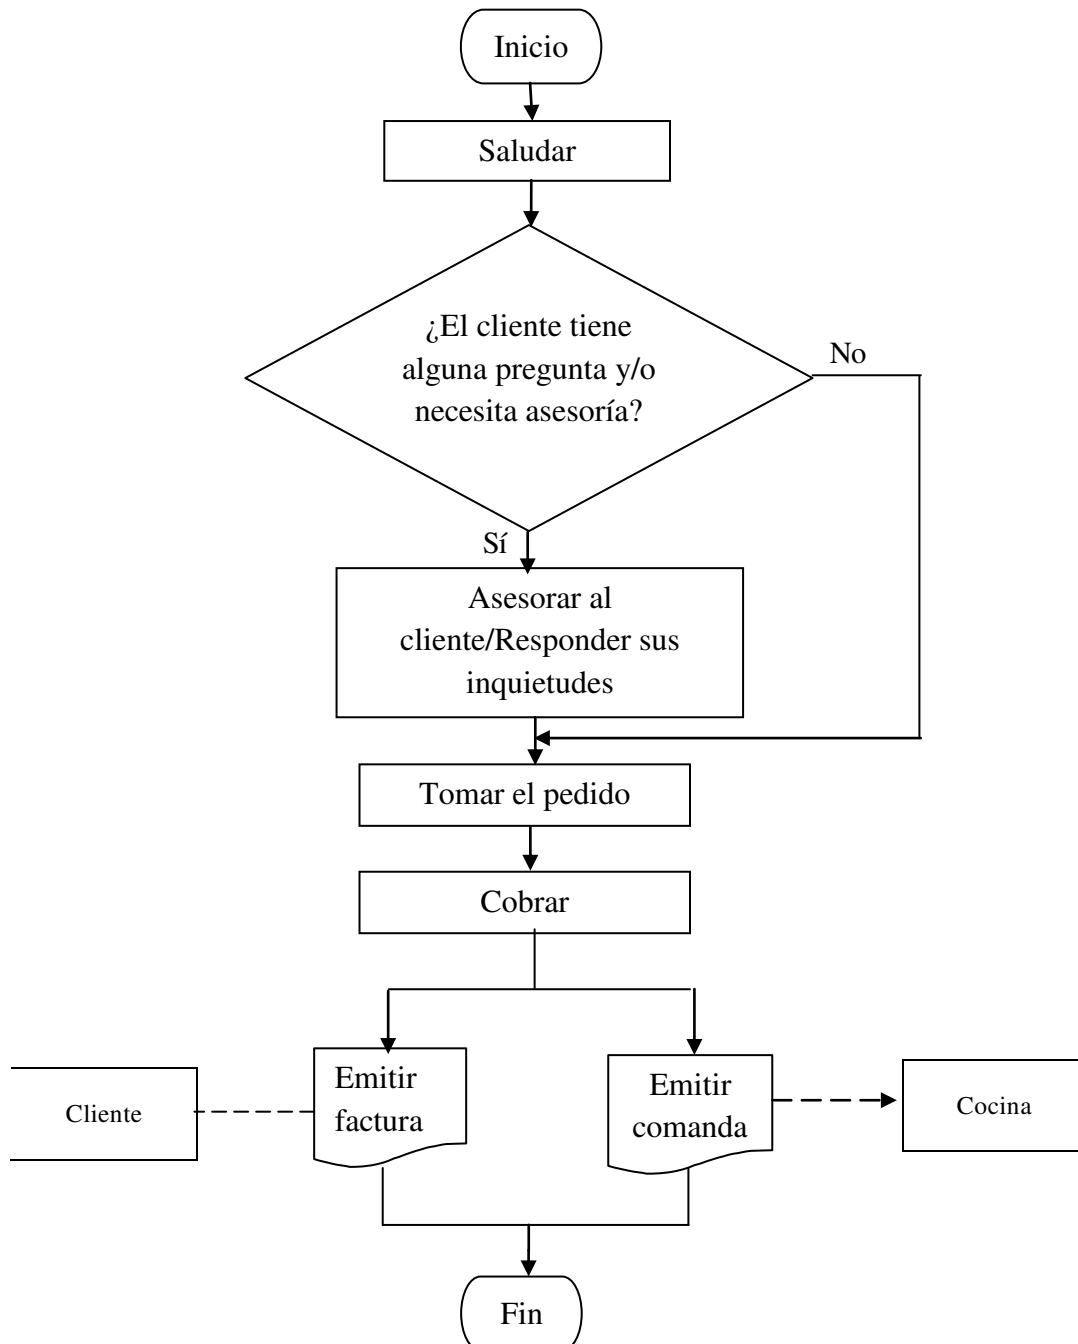 Inicio
Saludar
¿El cliente tiene
alguna pregunta y/o
necesita asesoría?
No
Sí
Asesorar al
cliente/Responder sus
inquietudes
Tomar el pedido
Cobrar
Emitir
factura
Emitir
comanda
Cliente
Cocina
Fin